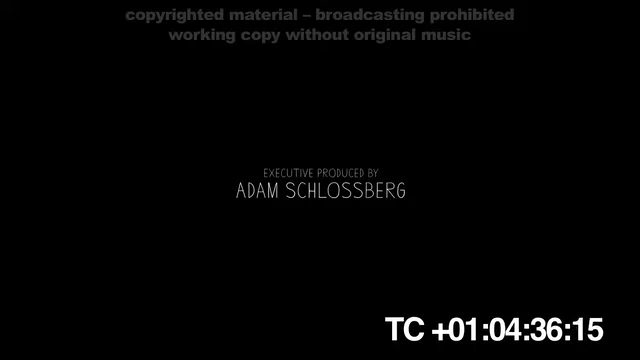 copyrighted material – broadcasting prohibited
working copy without original music
EXECUTIVE PRODUCED BY
ADAM SCHLOSSBERG
TC +01:04:36:15